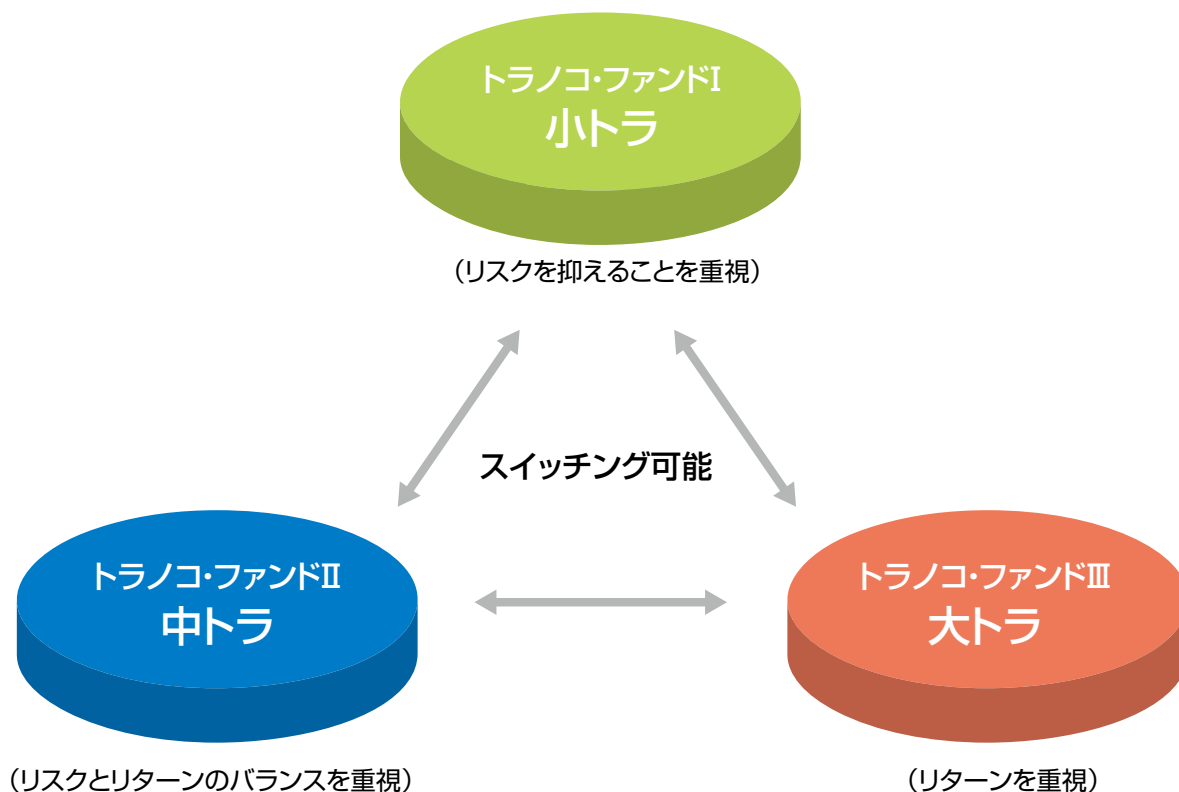 トラノコ・ファンドⅠ
小トラ
（リスクを抑えることを重視）
スイッチング可能
トラノコ・ファンドⅡ
中トラ
（リスクとリターンのバランスを重視）
トラノコ・ファンドⅢ
大トラ
（リターンを重視）